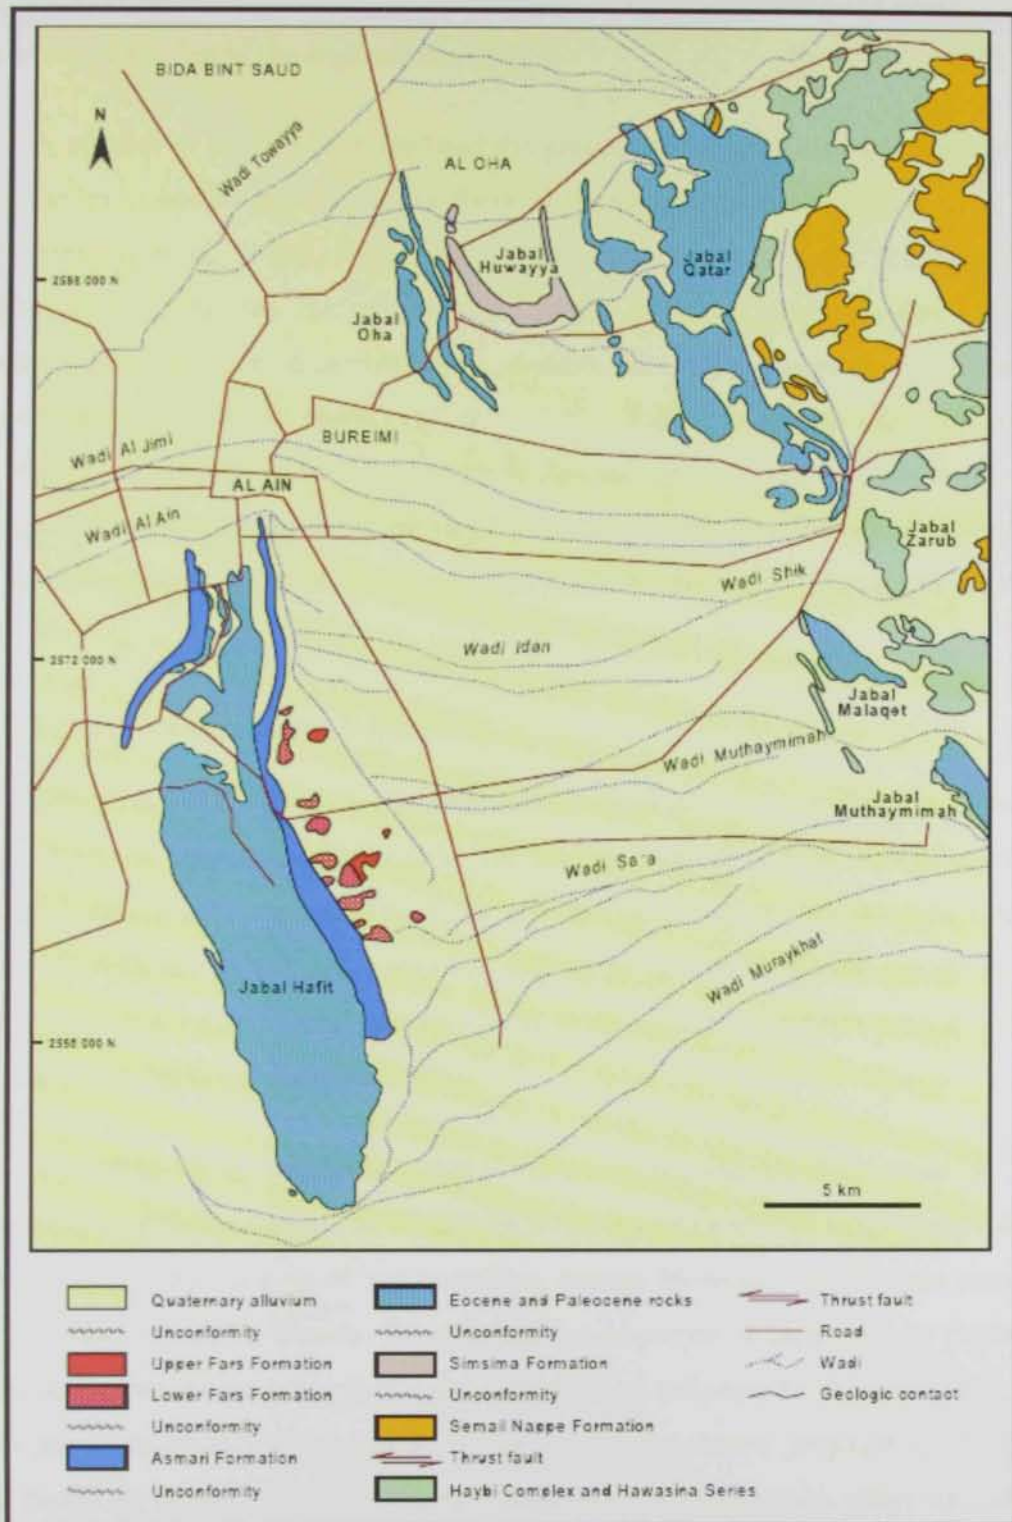 BIDA BINT SAUD
N
Wadi Towayya
AL OHA
Jabal
Huwayya
Jabal
Qatar
Jabal
Oha
BUREIMI
Wadi Al Jimi
AL AIN
Wadi Al Ain
Jabal
Zarub
Wadi Shik
2572 000 N
Wadi Idan
Jabal
Malaqet
Wadi Muthaymimah
Jabal
Muthaymimah
Wadi Sa'a
Jabal Hafit
Wadi Muraykhat
5 km
Quaternary alluvium
Unconformity
Upper Fars Formation
Lower Fars Formation
Unconformity
Asmari Formation
Unconformity
Eocene and Paleocene rocks
Unconformity
Simsima Formation
Unconformity
Semail Nappe Formation
Thrust fault
Haybi Complex and Hawasina Series
Thrust fault
Road
Wadi
Geologic contact